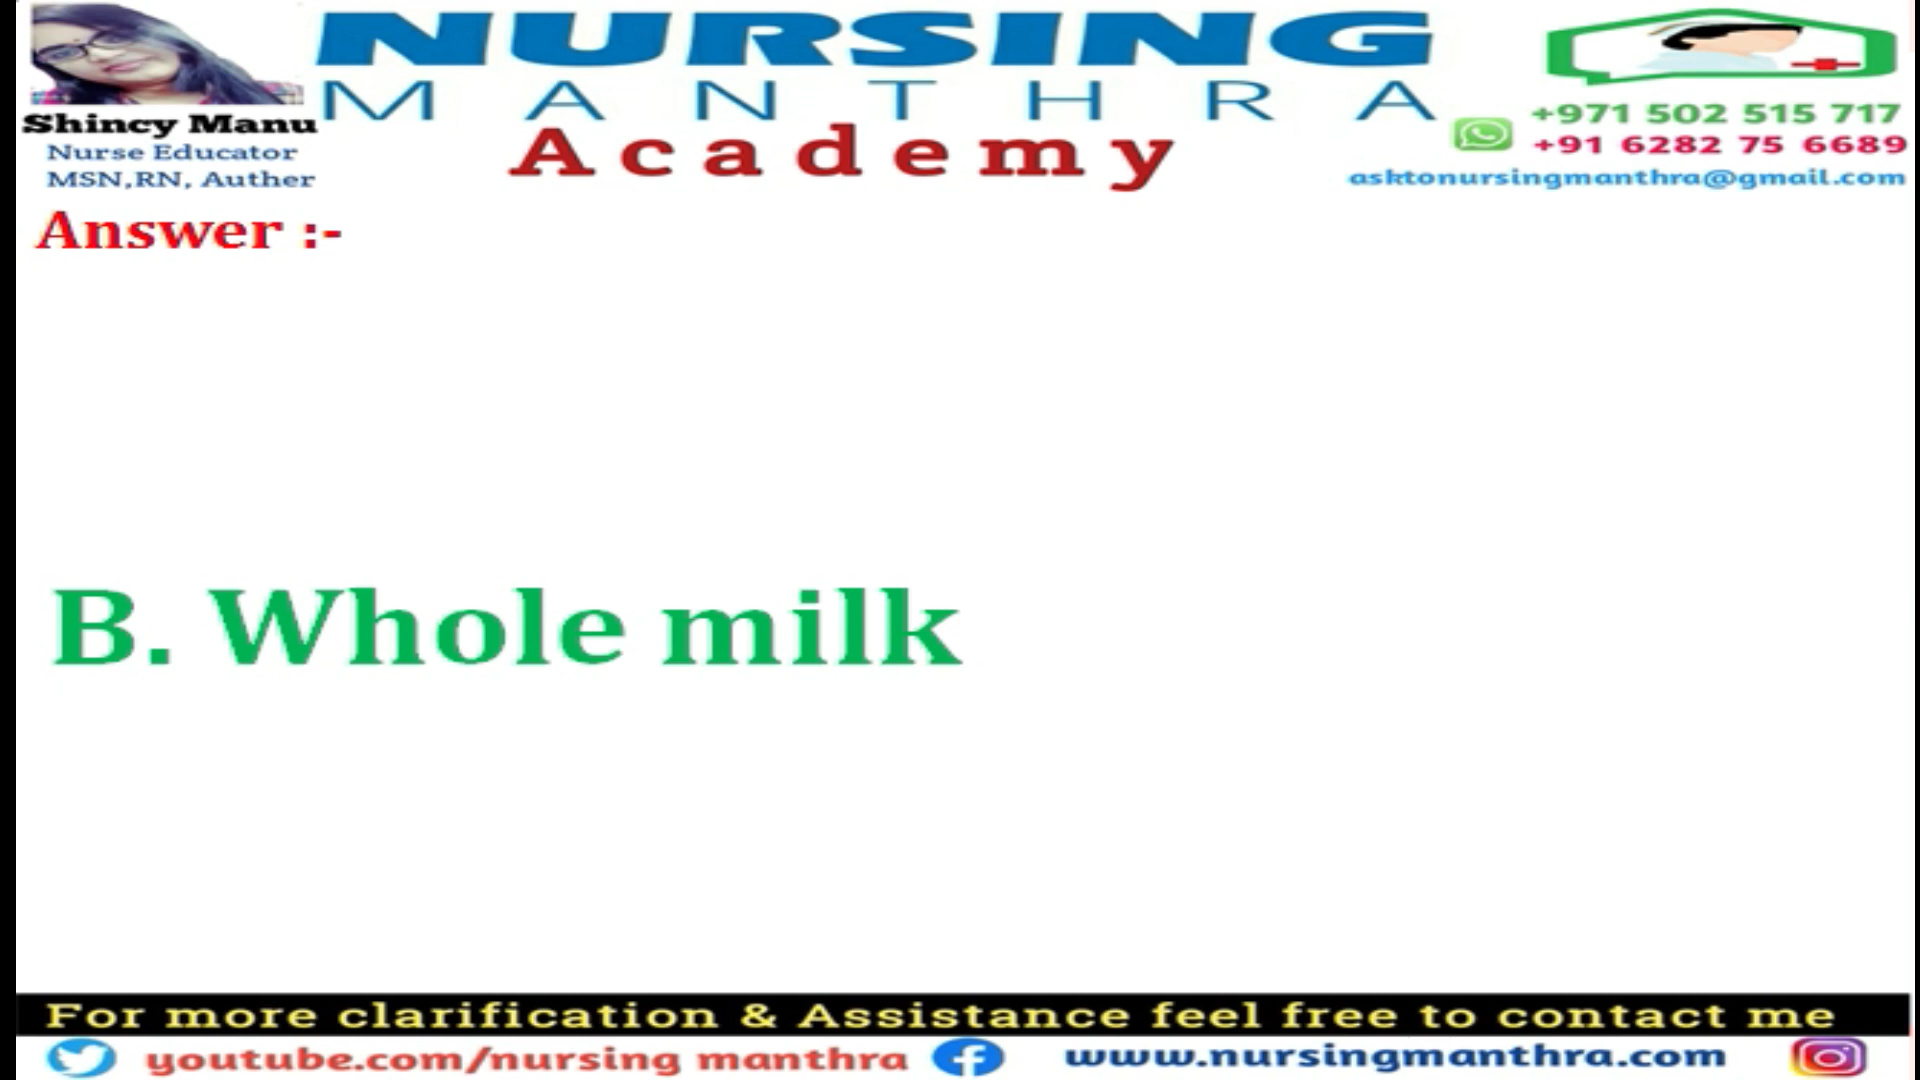 NURSING
MANTHRA
Academy
Shincy Manu
Nurse Educator
MSN,RN, Auther
+971 502 515 717
+91 6282 75 6689
asktonursingmanthra@gmail.com
Answer :-
B. Whole milk
For more clarification & Assistance feel free to contact me
youtube.com/nursing manthra
www.nursingmanthra.com